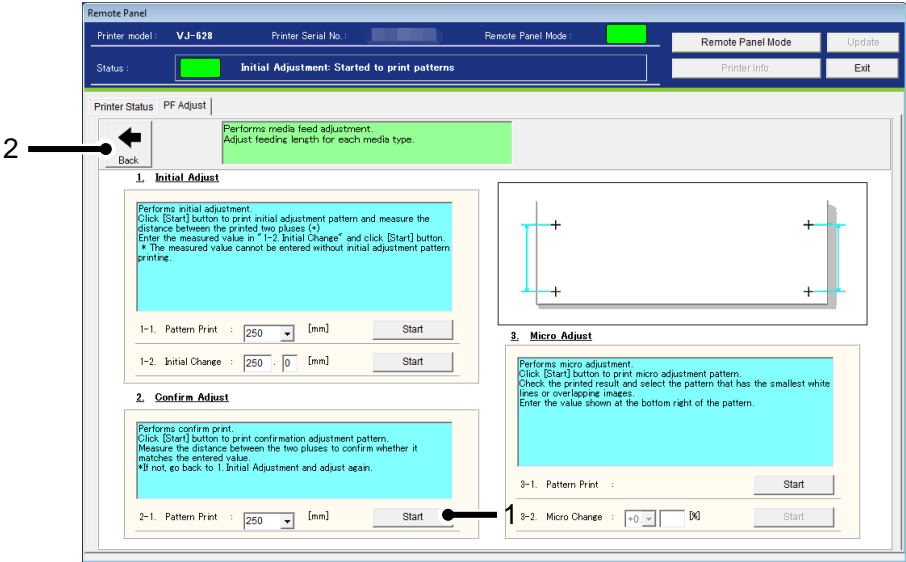 Remote Panel
Printer model : VJ-628 Printer Serial No. : Remote Panel Mode :
Remote Panel Mode Update
Status : Initial Adjustment: Started to print patterns
Printer Info. Exit
Printer Status PF Adjust
2
Back
Performs media feed adjustment.
Adjust feeding length for each media type.
1. Initial Adjust
Performs initial adjustment.
Click [Start] button to print initial adjustment pattern and measure the
distance between the printed two pluses (+)
Enter the measured value in "1-2. Initial Change" and click [Start] button.
* The measured value cannot be entered without initial adjustment pattern
printing.
1-1. Pattern Print : 250 [mm] Start
1-2. Initial Change : 250 . 0 [mm] Start
2. Confirm Adjust
Performs confirm print.
Click [Start] button to print confirmation adjustment pattern.
Measure the distance between the two pluses to confirm whether it
matches the entered value.
*If not, go back to 1. Initial Adjustment and adjust again.
2-1. Pattern Print : 250 [mm] Start
1
3. Micro Adjust
Performs micro adjustment.
Click [Start] button to print micro adjustment pattern.
Check the printed result and select the pattern that has the smallest white
lines or overlapping images.
Enter the value shown at the bottom right of the pattern.
3-1. Pattern Print : Start
3-2. Micro Change : +0. [%] Start